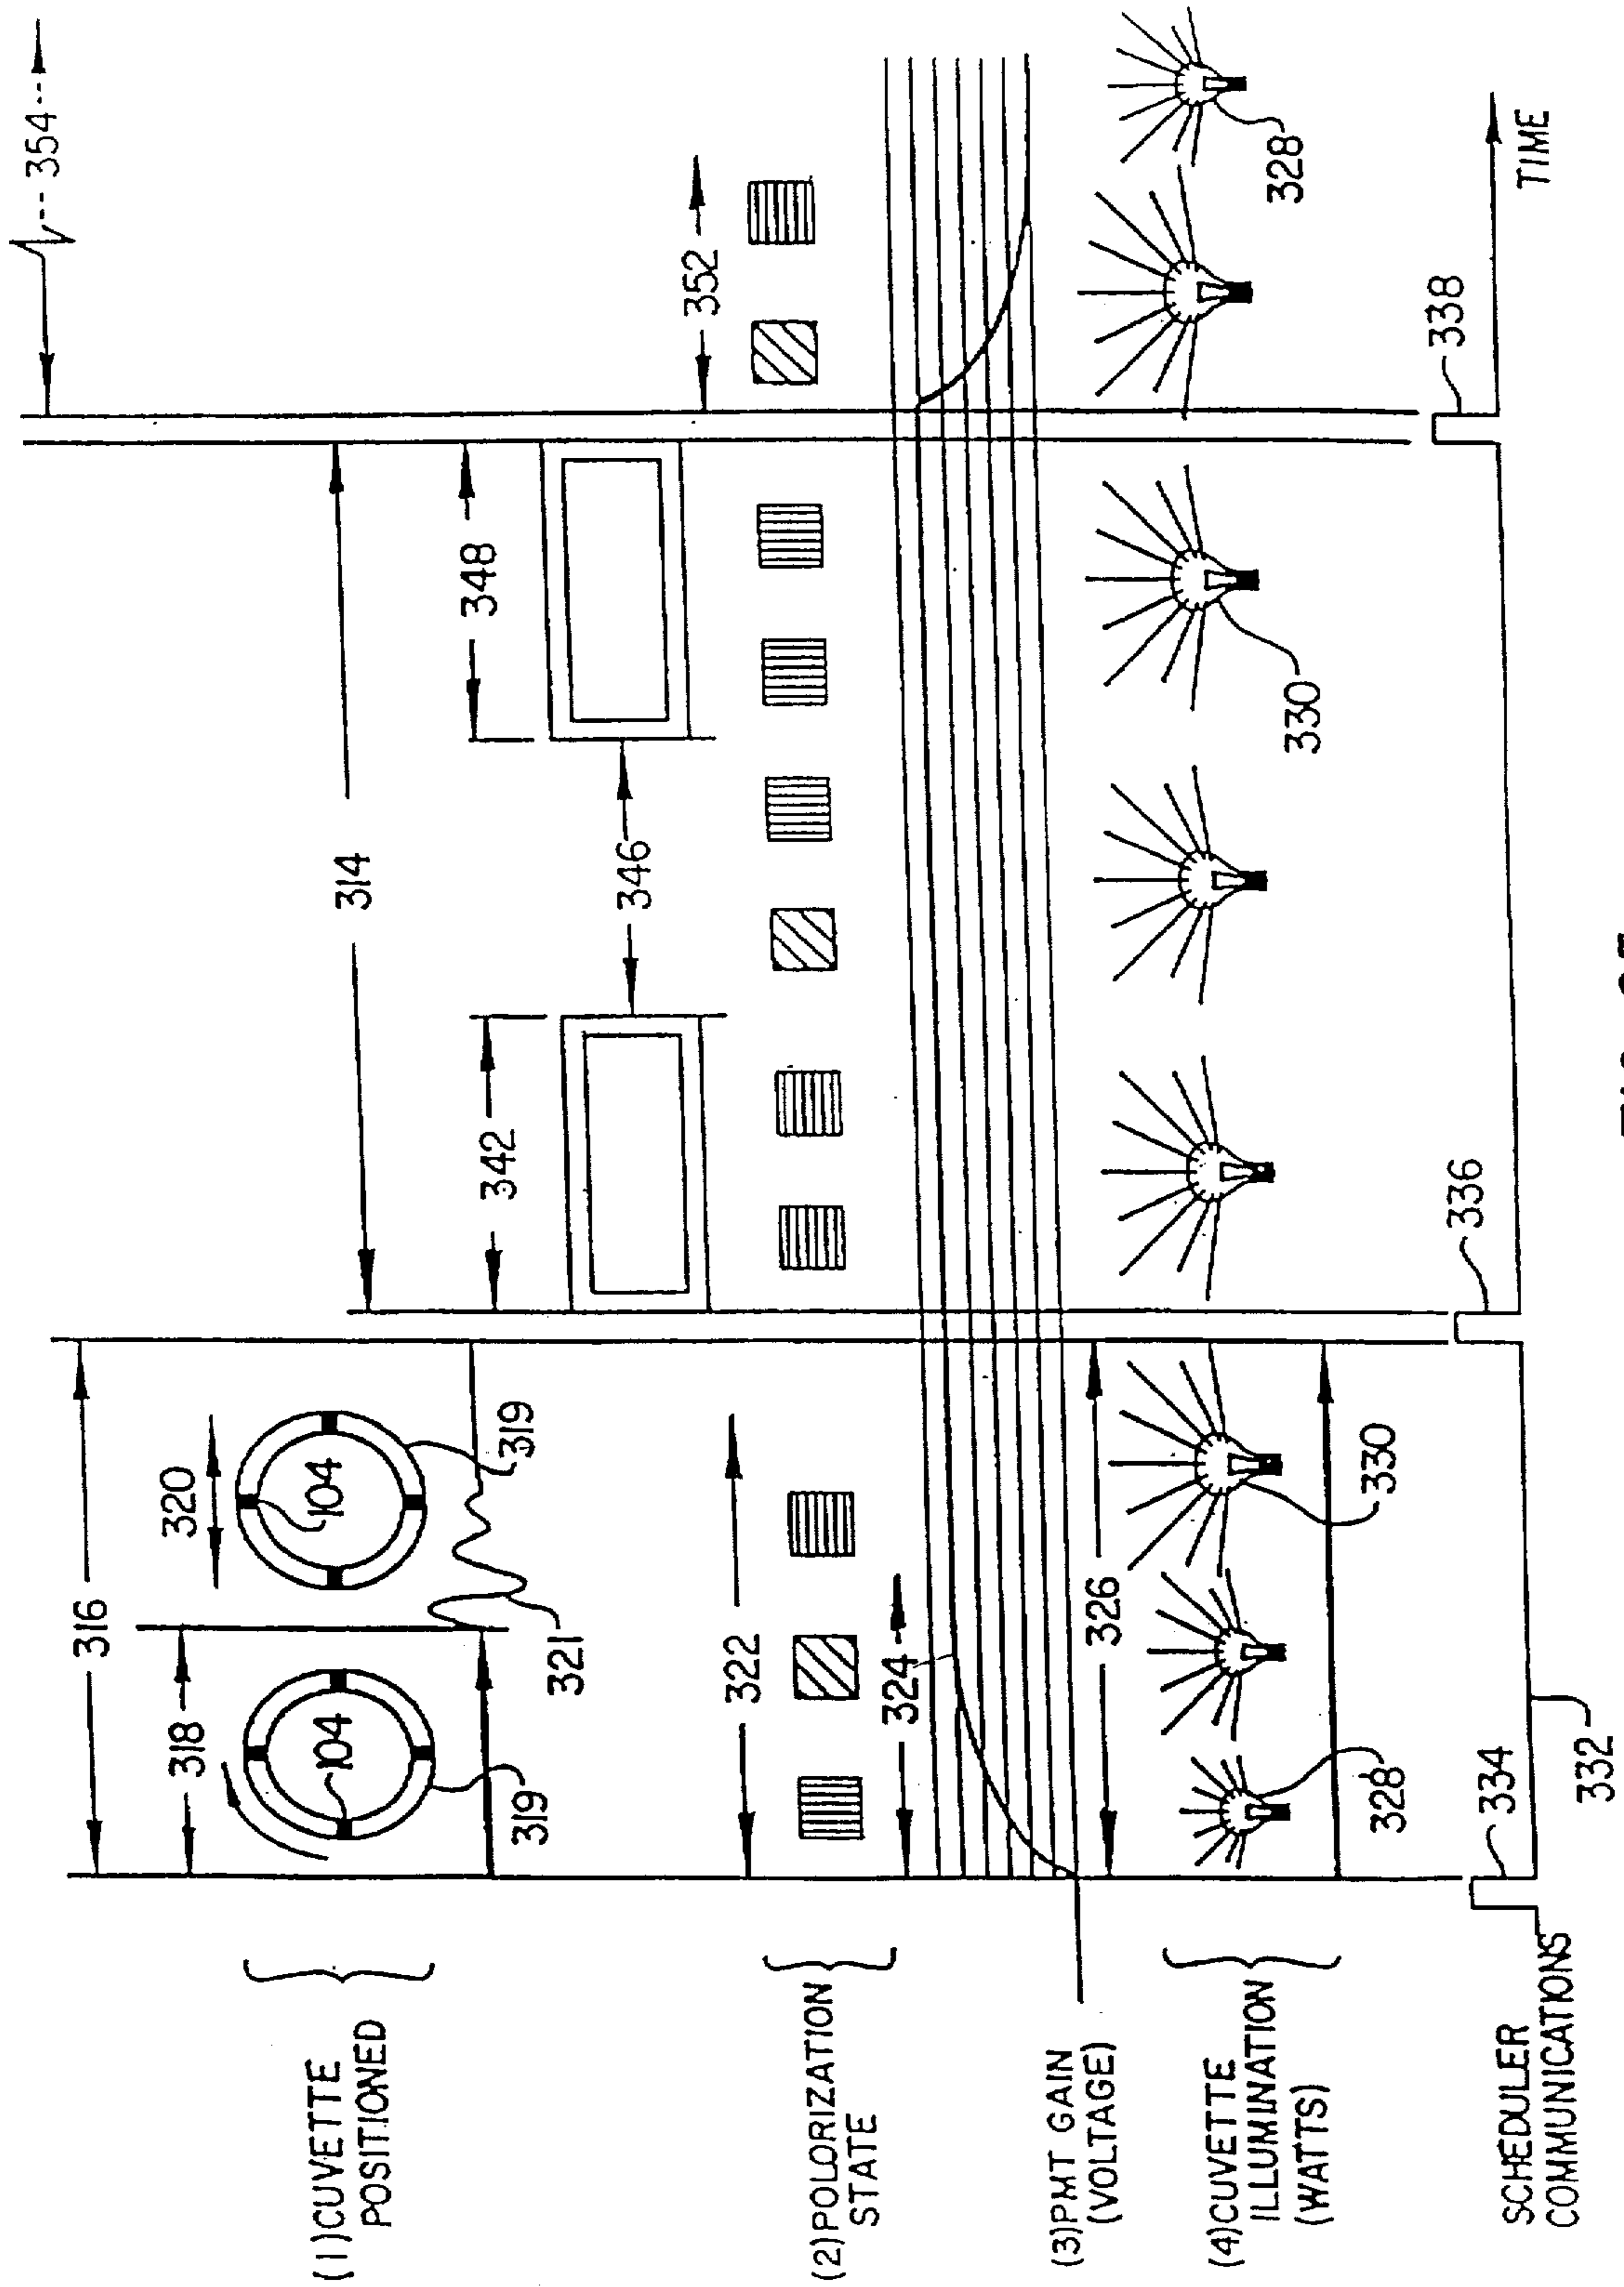 354
316
314
318
320
104
104
319
319
321
342
348
346
(1) CUVETTE
POSITIONED
322
352
(2) POLORIZATION
STATE
324
(3) PMT GAIN
(VOLTAGE)
326
(4) CUVETTE
ILLUMINATION
(WATTS)
328
330
330
328
334
336
338
332
SCHEDULER
COMMUNICATIONS
TIME